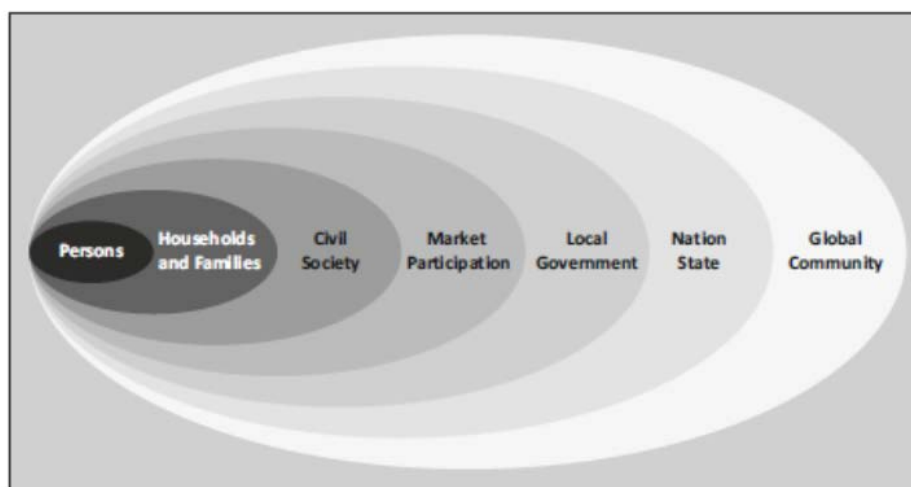 Persons
Households
and Families
Civil
Society
Market
Participation
Local
Government
Nation
State
Global
Community